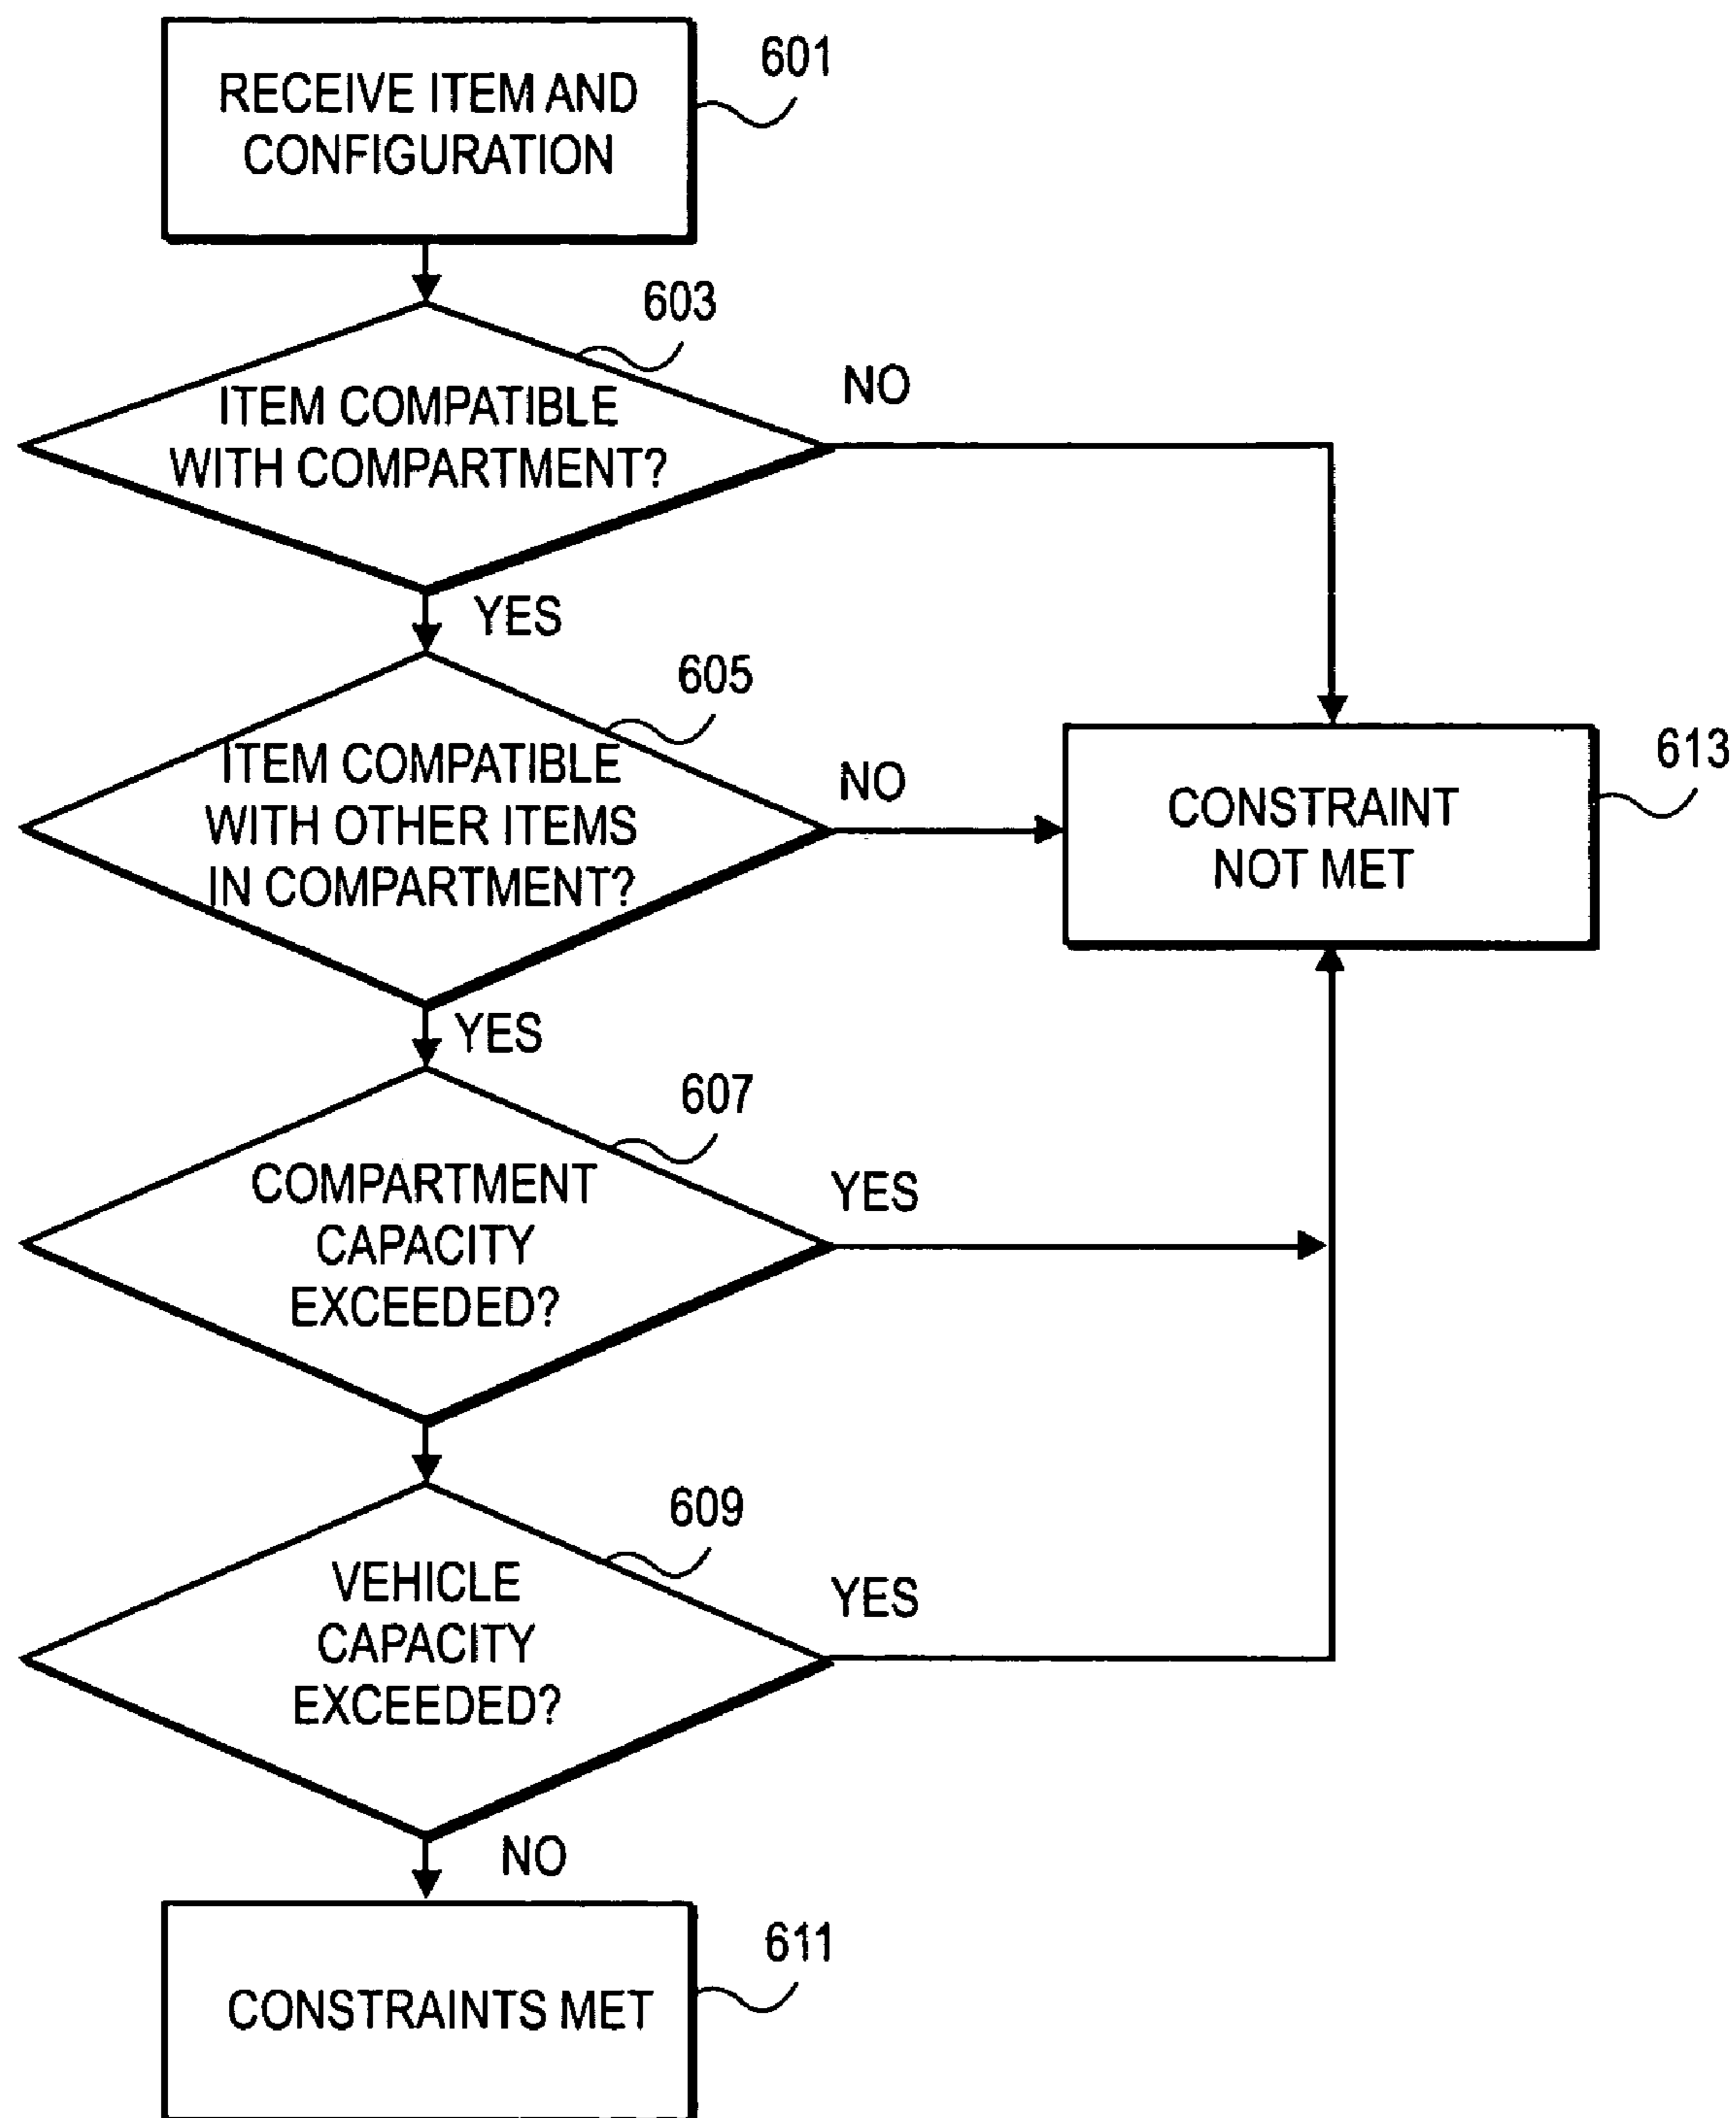 RECEIVE ITEM AND
CONFIGURATION
601
603
ITEM COMPATIBLE
WITH COMPARTMENT?
NO
YES
605
ITEM COMPATIBLE
WITH OTHER ITEMS
IN COMPARTMENT?
NO
CONSTRAINT
NOT MET
613
YES
607
COMPARTMENT
CAPACITY
EXCEEDED?
YES
609
VEHICLE
CAPACITY
EXCEEDED?
YES
NO
611
CONSTRAINTS MET